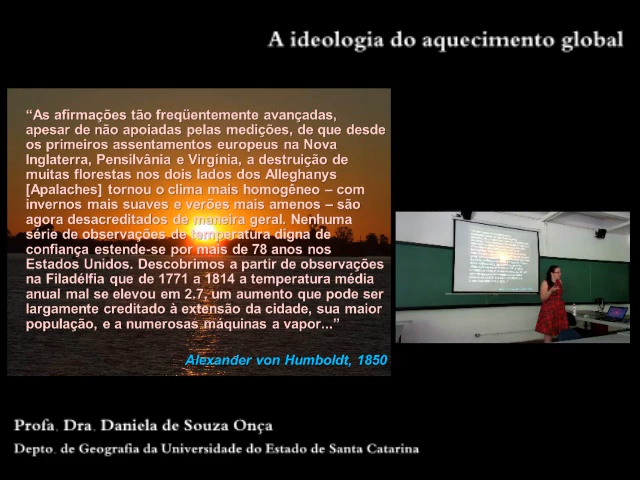 A ideologia do aquecimento global
“As afirmações tão freqüentemente avançadas,
apesar de não apoiadas pelas medições, de que desde
os primeiros assentamentos europeus na Nova
Inglaterra, Pensilvânia e Virginia, a destruição de
muitas florestas nos dois lados dos Alleghanys
[Apalaches] tornou o clima mais homogêneo – com
invernos mais suaves e verões mais amenos – são
agora desacreditados de maneira geral. Nenhuma
série de observações de temperatura digna de
confiança estende-se por mais de 78 anos nos
Estados Unidos. Descobrimos a partir de observações
na Filadélfia que de 1771 a 1814 a temperatura média
anual mal se elevou em 2.7, um aumento que pode ser
largamente creditado à extensão da cidade, sua maior
população, e a numerosas máquinas a vapor...”
Alexander von Humboldt, 1850
Profa. Dra. Daniela de Souza Onça
Depto. de Geografia da Universidade do Estado de Santa Catarina